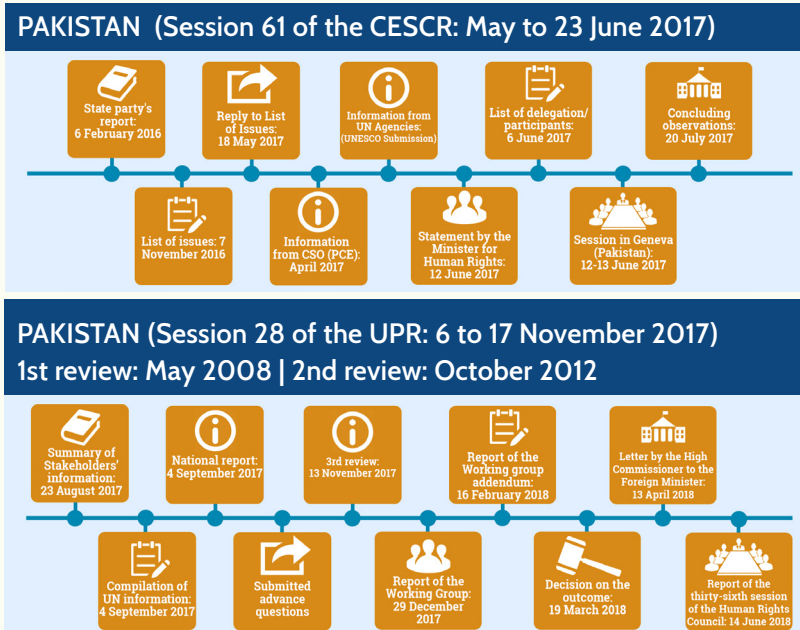 PAKISTAN (Session 61 of the CESCR: May to 23 June 2017)
State party's
report:
6 February 2016
List of issues: 7
November 2016
Reply to List
of Issues:
18 May 2017
Information
from CSO (PCE):
April 2017
Information from
UN Agencies:
(UNESCO Submission)
Statement by the
Minister for
Human Rights:
12 June 2017
List of delegation/
participants:
6 June 2017
Session in Geneva
(Pakistan):
12-13 June 2017
Concluding
observations:
20 July 2017
PAKISTAN (Session 28 of the UPR: 6 to 17 November 2017)
1st review: May 2008 | 2nd review: October 2012
Summary of
Stakeholders'
information:
23 August 2017
Compilation of
UN information:
4 September 2017
National report:
4 September 2017
Submitted
advance
questions
3rd review:
13 November 2017
Report of the
Working Group:
29 December
2017
Report of the
Working group
addendum:
16 February 2018
Decision on the
outcome:
19 March 2018
Letter by the High
Commissioner to the
Foreign Minister:
13 April 2018
Report of the
thirty-sixth session
of the Human Rights
Council: 14 June 2018